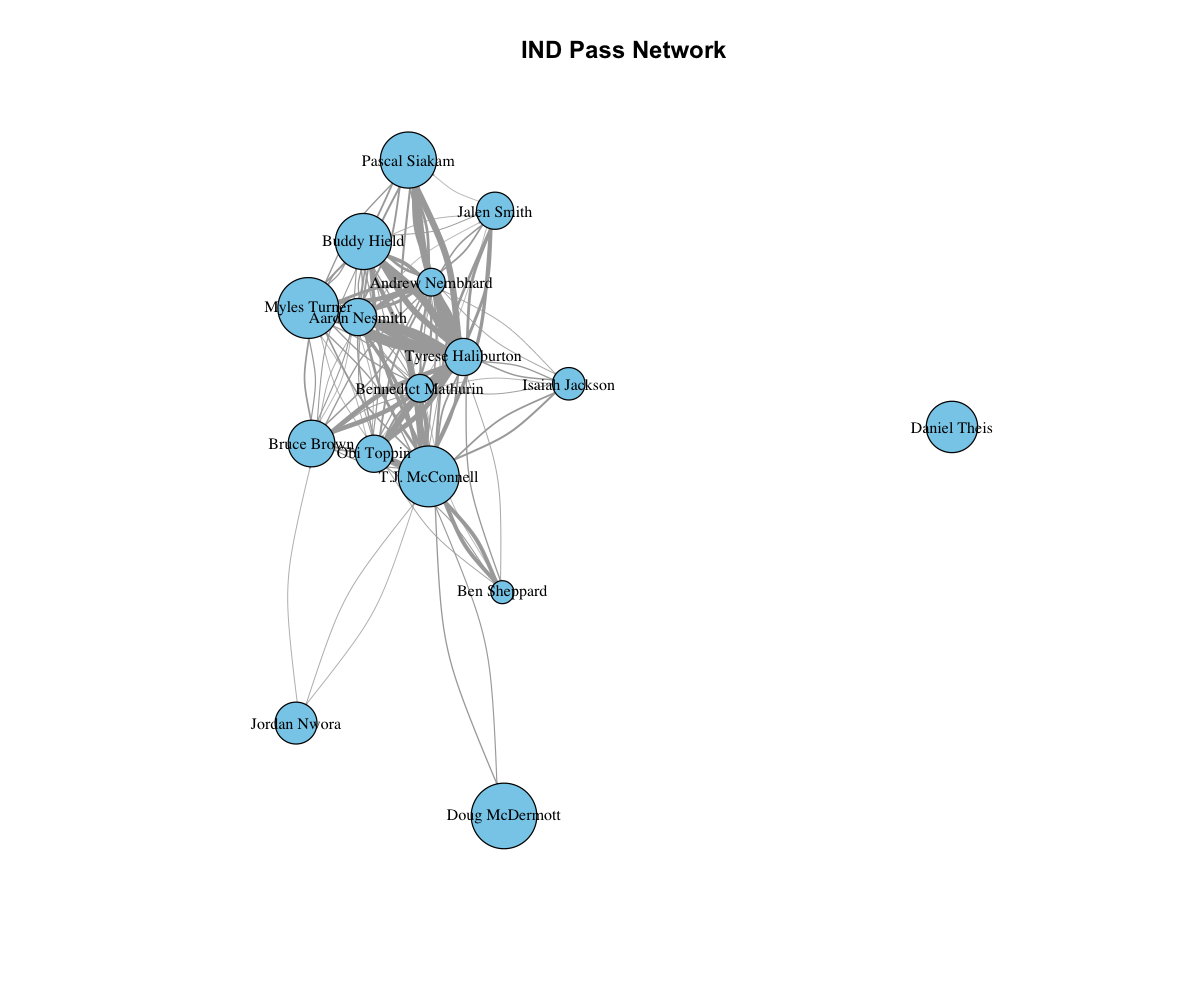 IND Pass Network
Pascal Siakam
Jalen Smith
Buddy Hield
Andrew Nembhard
Myles Turner
Aaron Nesmith
Tyrese Haliburton
Isaiah Jackson
Bennedict Mathurin
Daniel Theis
Bruce Brown
Obi Toppin
T.J. McConnell
Ben Sheppard
Jordan Nwora
Doug McDermott